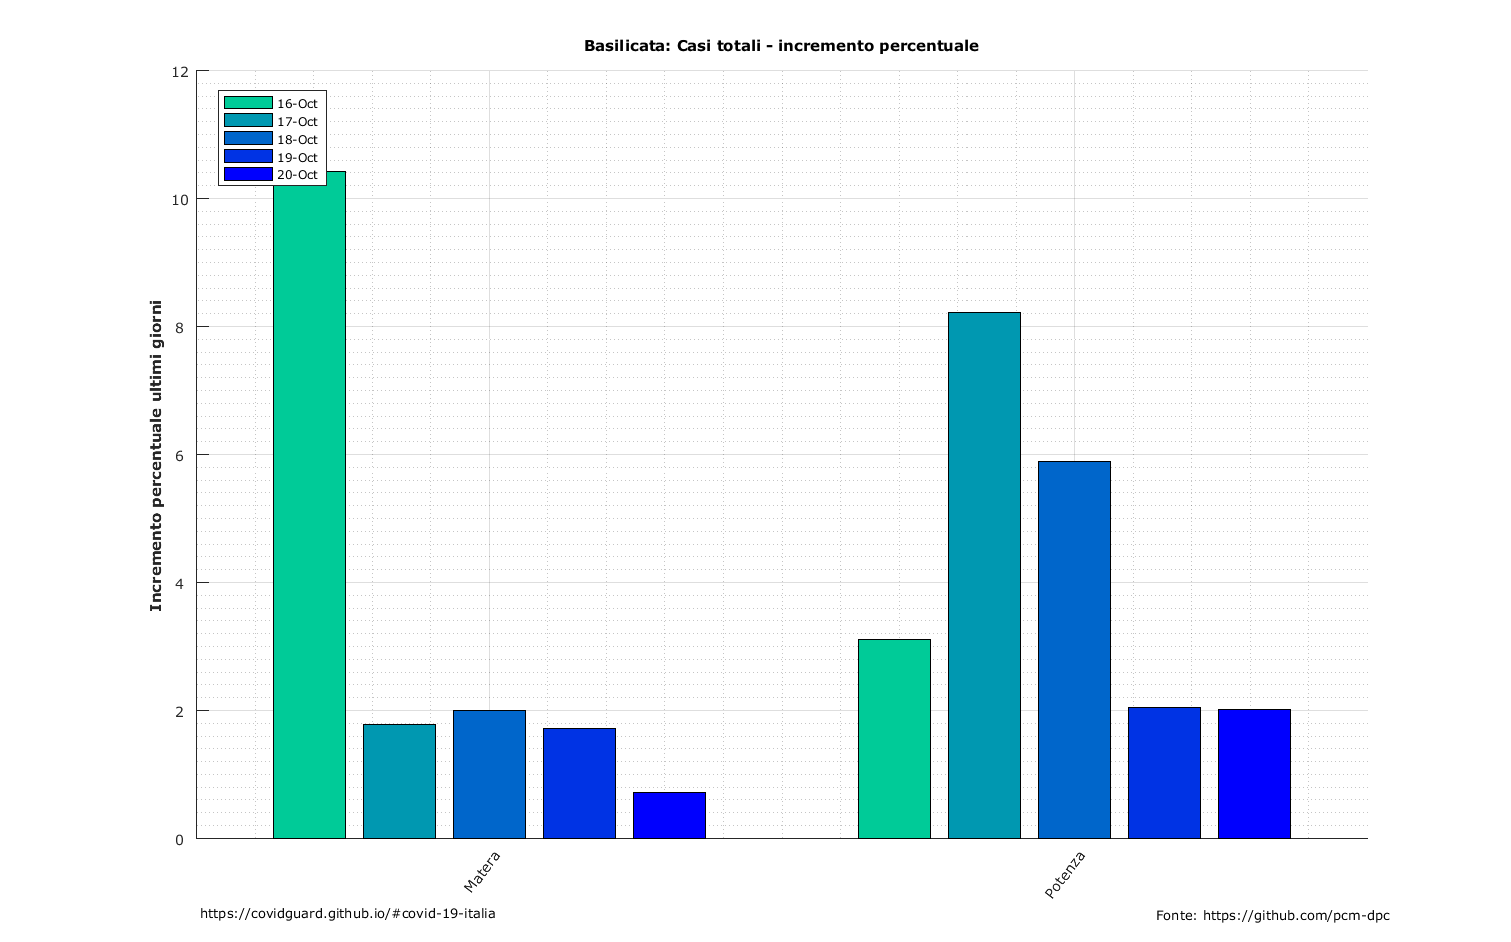 Basilicata: Casi totali - incremento percentuale
12
10
8
6
4
2
0
Incremento percentuale ultimi giorni
16-Oct
17-Oct
18-Oct
19-Oct
20-Oct
Matera
Potenza
https://covidguard.github.io/#covid-19-italia
Fonte: https://github.com/pcm-dpc